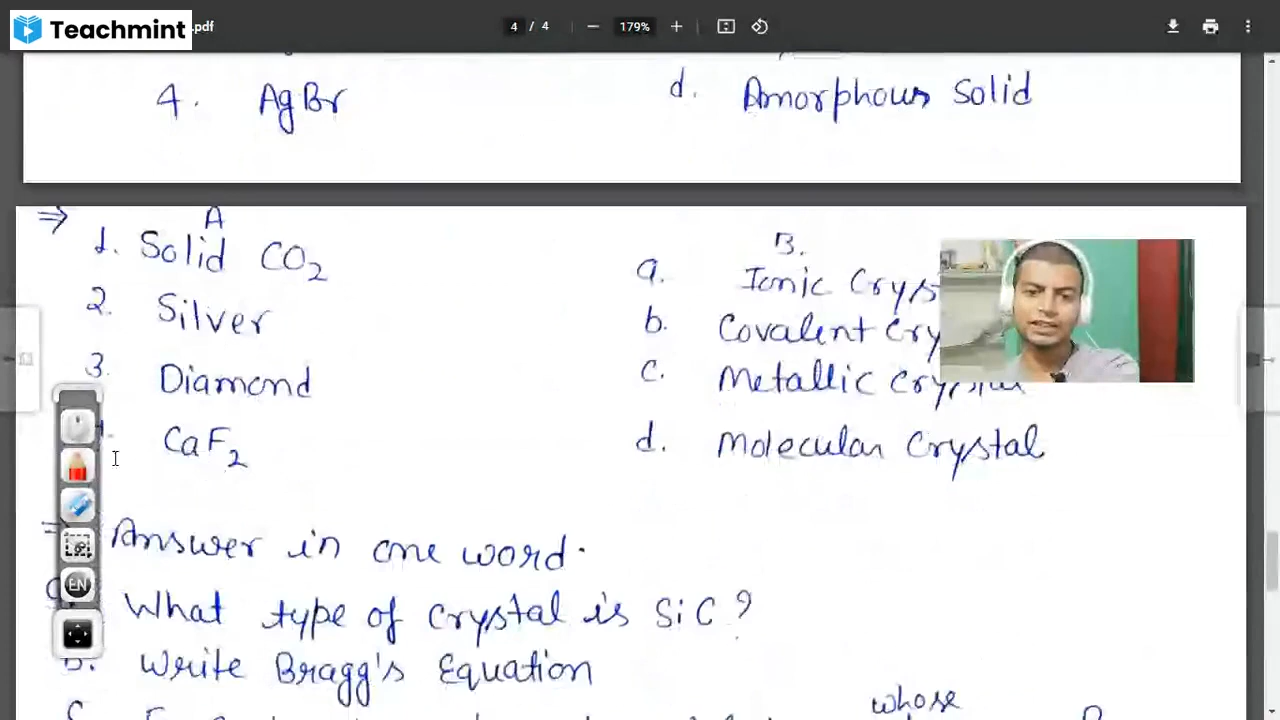 Teachmint .pdf 4 / 4 179%
4. AgBr d. Amorphous Solid
⇒ A B.
1. Solid CO2 a. Ionic Crys
2. Silver b. Covalent Cry
3. Diamond c. Metallic Crystal
CaF2 d. Molecular Crystal
Answer in one word.
What type of crystal is SiC?
EN
B. Write Bragg's Equation
whose